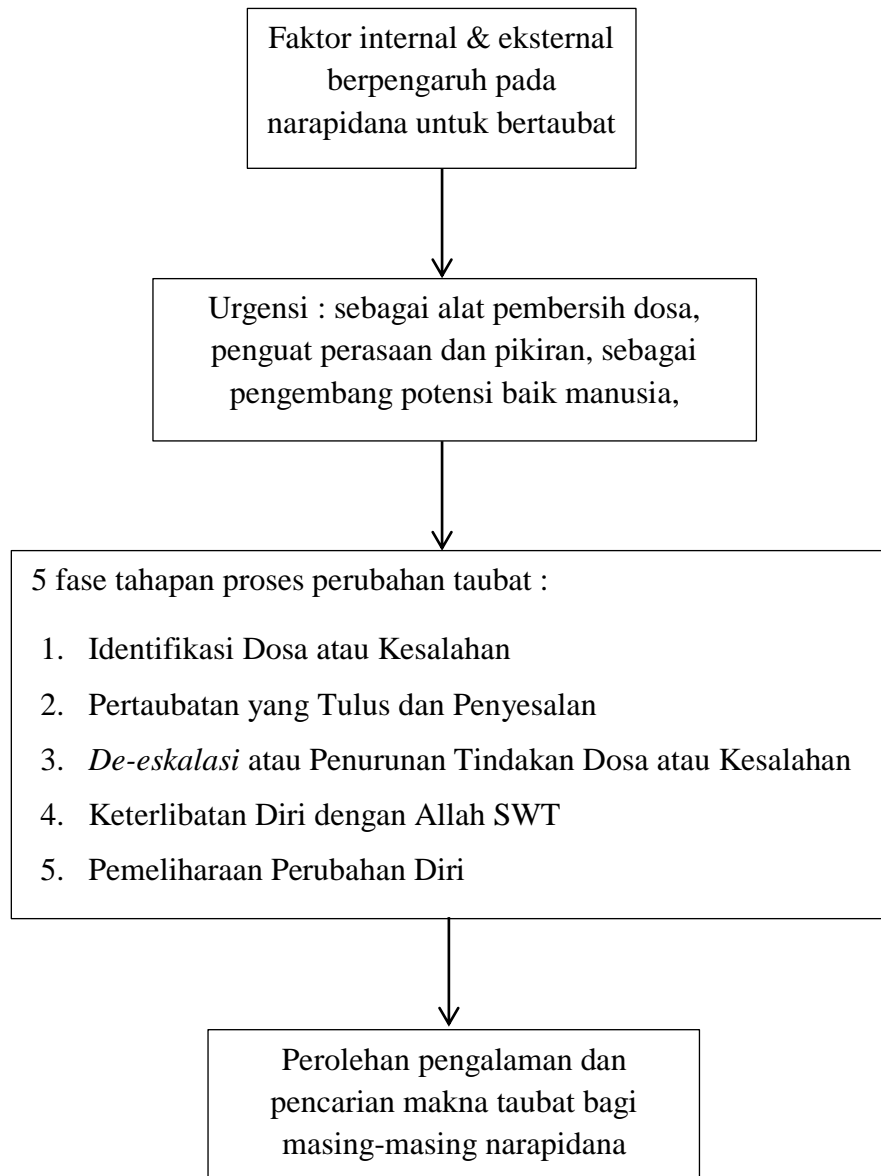 Faktor internal & eksternal
berpengaruh pada
narapidana untuk bertaubat
Urgensi : sebagai alat pembersih dosa,
penguat perasaan dan pikiran, sebagai
pengembang potensi baik manusia,
5 fase tahapan proses perubahan taubat :
1. Identifikasi Dosa atau Kesalahan
2. Pertaubatan yang Tulus dan Penyesalan
3. De-eskalasi atau Penurunan Tindakan Dosa atau Kesalahan
4. Keterlibatan Diri dengan Allah SWT
5. Pemeliharaan Perubahan Diri
Perolehan pengalaman dan
pencarian makna taubat bagi
masing-masing narapidana